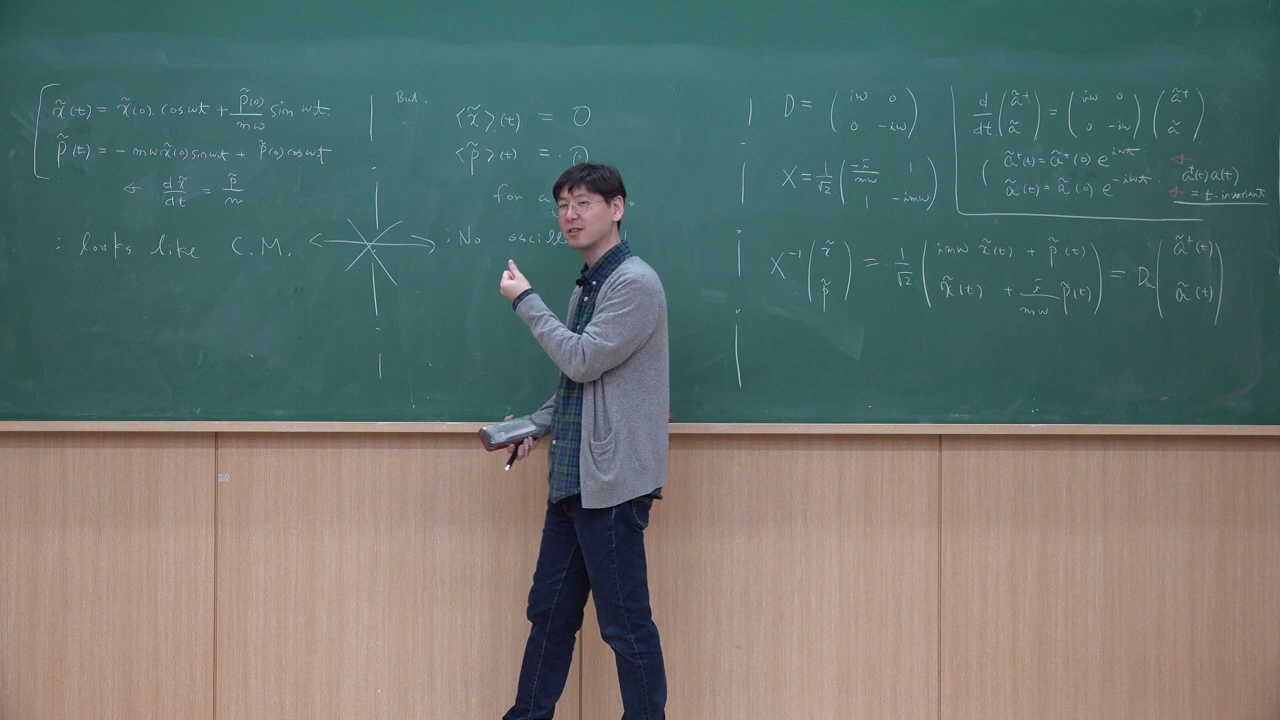 x̃(t) = x̃(0) cos ωt + p̃(0)/mω sin ωt.
p̃(t) = - mω x̃(0) sin ωt + p̃(0) cos ωt
← dx̃/dt = p̃/m
; looks like C.M.
But.
⟨x̃⟩(t) = 0
⟨p̃⟩(t) = 0
for
; No
D = ( iω 0 ; 0 -iω )
X = 1/√2 ( -i/mω 1 ; 1 -imω )
X⁻¹ ( x̃ ; p̃ ) = 1/√2 ( imω x̃(t) + p̃(t) ; x̃(t) + i/mω p̃(t) ) = ( ã†(t) ; ã(t) )
d/dt ( ã† ; ã ) = ( iω 0 ; 0 -iω ) ( ã† ; ã )
ã†(t) = ã†(0) e^{iωt}
ã(t) = ã(0) e^{-iωt}
ã†(t) ã(t)
= t-invariant